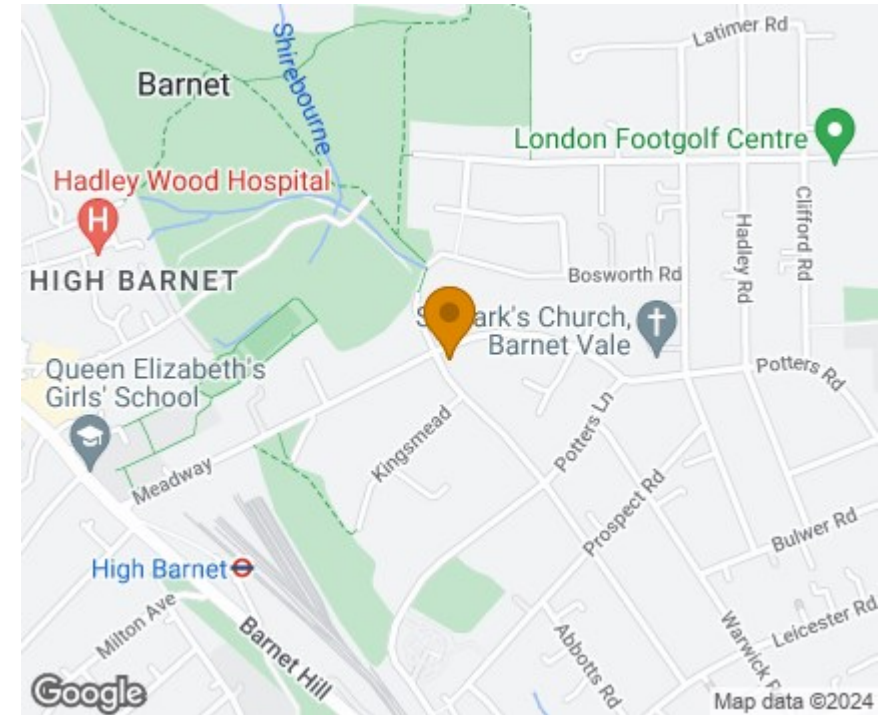 Latimer Rd
Shirebourne
Barnet
London Footgolf Centre
Hadley Wood Hospital
H
Clifford Rd
Hadley Rd
HIGH BARNET
Bosworth Rd
ark's Church,
Barnet Vale
Queen Elizabeth's
Girls' School
Potters Rd
Potters Ln
Kingsmead
Meadway
Prospect Rd
Bulwer Rd
High Barnet
Milton Ave
Barnet Hill
Abbotts Rd
Warwick
Leicester Rd
Google
Map data ©2024